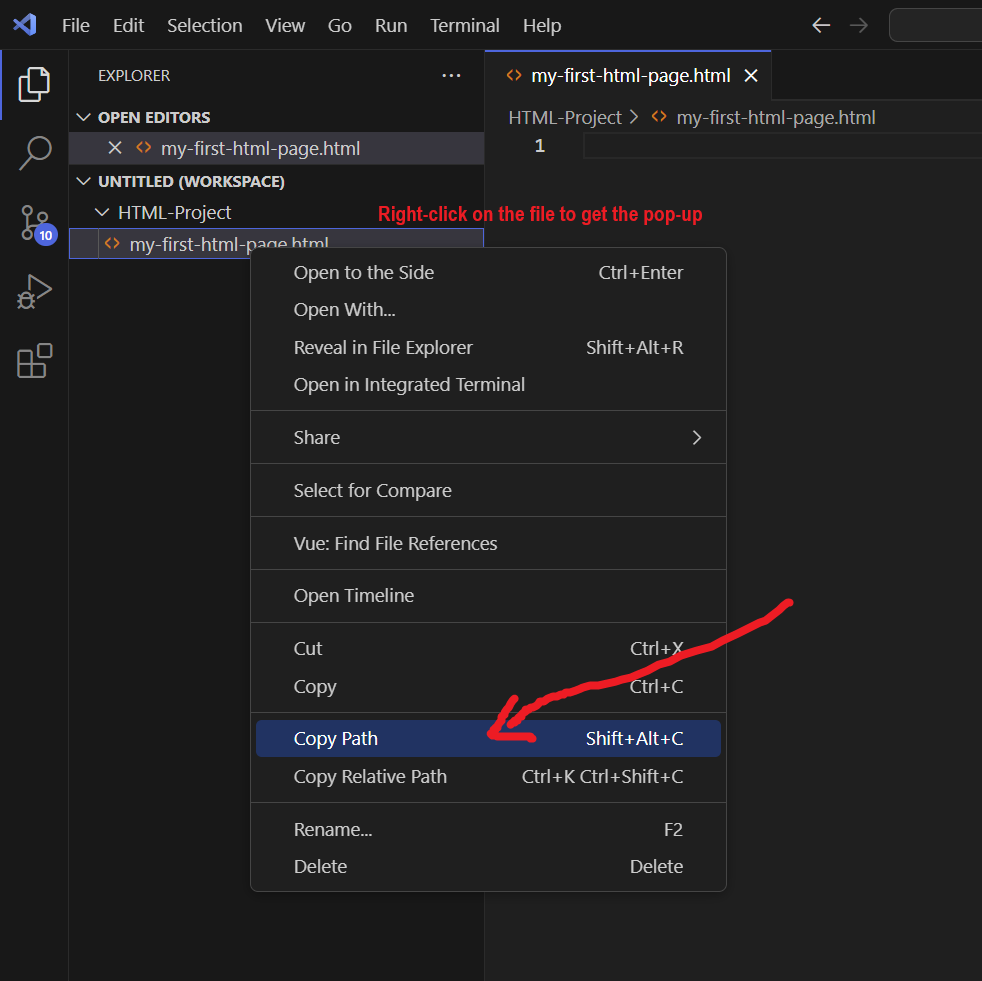 File Edit Selection View Go Run Terminal Help
EXPLORER
OPEN EDITORS
my-first-html-page.html
UNTITLED (WORKSPACE)
HTML-Project
my-first-html-page.html
10
my-first-html-page.html
HTML-Project > my-first-html-page.html
1
Right-click on the file to get the pop-up
Open to the Side Ctrl+Enter
Open With...
Reveal in File Explorer Shift+Alt+R
Open in Integrated Terminal
Share
Select for Compare
Vue: Find File References
Open Timeline
Cut Ctrl+X
Copy Ctrl+C
Copy Path Shift+Alt+C
Copy Relative Path Ctrl+K Ctrl+Shift+C
Rename... F2
Delete Delete